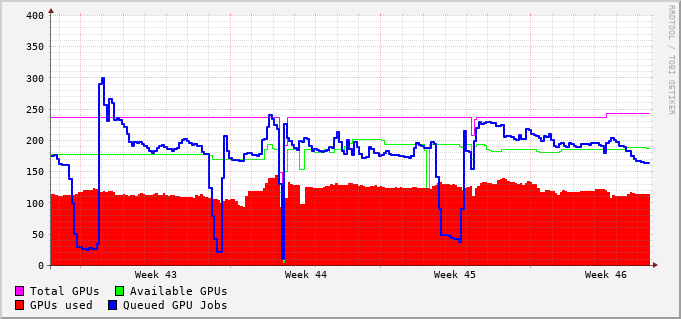 400
350
300
250
200
150
100
50
0
Week 43 Week 44 Week 45 Week 46
Total GPUs Available GPUs
GPUs used Queued GPU Jobs
RRDTOOL / TOBI OETIKER